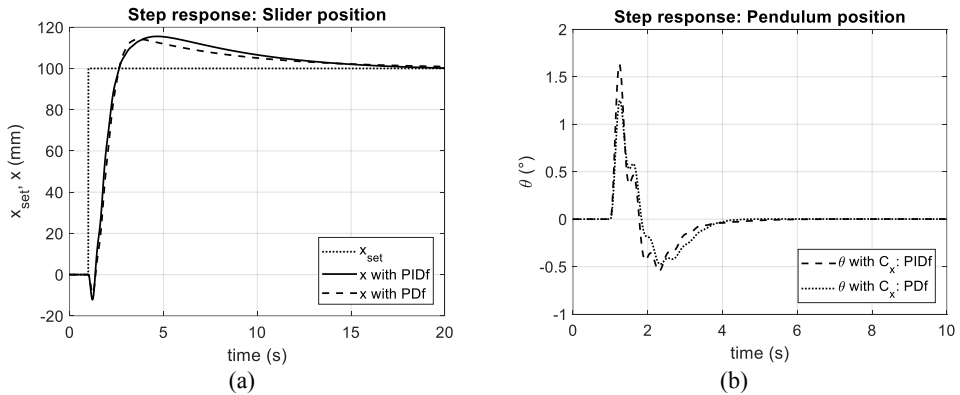 Step response: Slider position
120
100
80
60
40
20
0
-20
x_set, x (mm)
x_set
x with PIDf
x with PDf
0 5 10 15 20
time (s)
(a)
Step response: Pendulum position
2
1.5
1
0.5
0
-0.5
-1
θ (°)
θ with C_x: PIDf
θ with C_x: PDf
0 2 4 6 8 10
time (s)
(b)